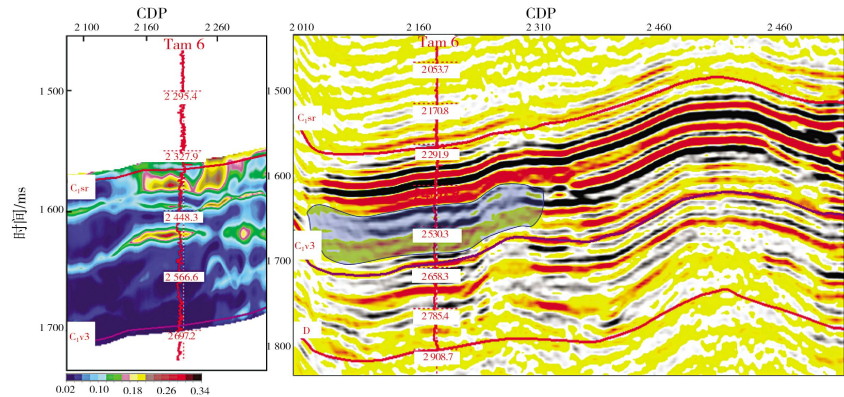 CDP
2 160
2 260
Tam 6
2 295.4
2 327.9
2 448.3
2 566.6
2 697.2
1 500
1 600
1 700
C₁sr
C₁v3
时间/ms
0.02 0.10 0.18 0.26 0.34
CDP
2 010 2 160 2 310 2 460 2 460
Tam 6
2 053.7
2 170.8
2 291.9
2 530.3
2 658.3
2 785.4
2 908.7
1 500
1 600
1 700
1 800
C₁sr
C₁v3
D